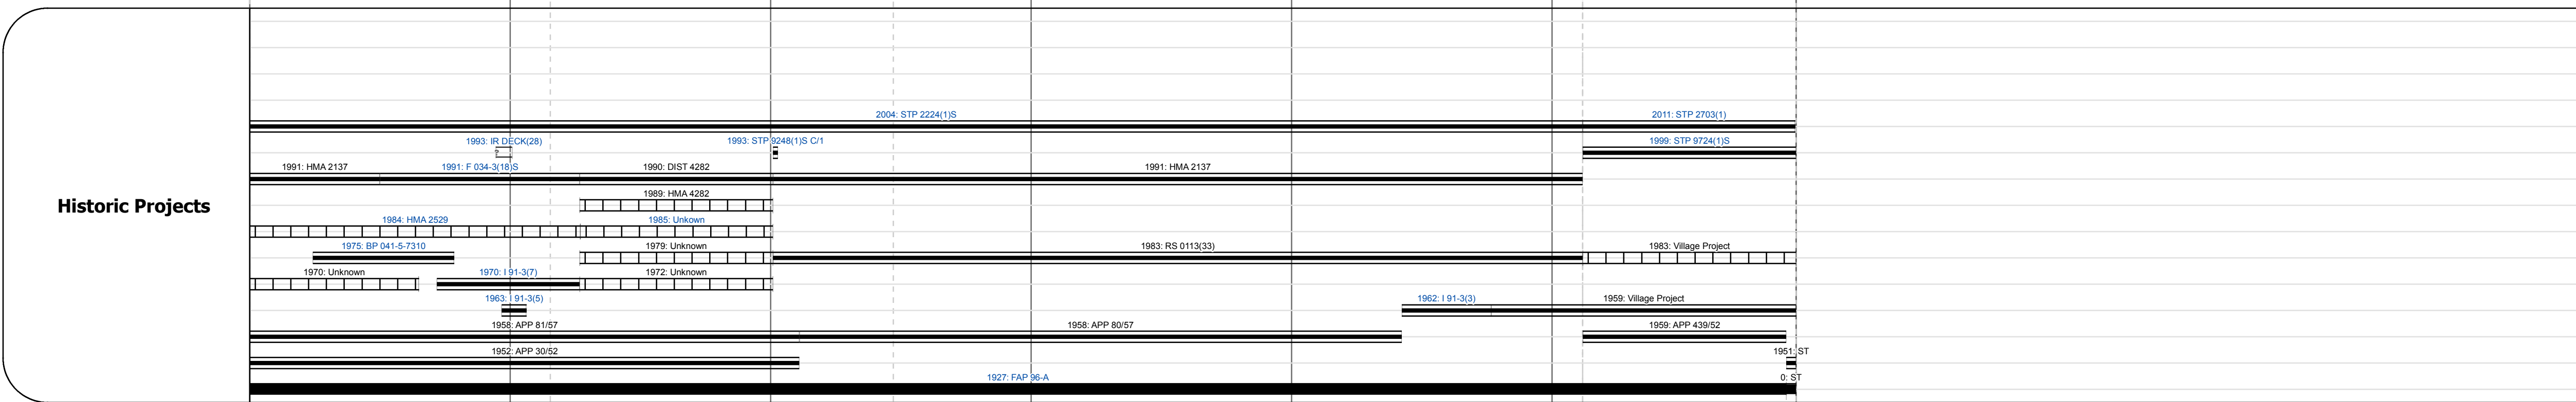 2004: STP 2224(1)S 2011: STP 2703(1)
1993: IR DECK(28) 1993: STP 9248(1)S C/1 1999: STP 9724(1)S
1991: HMA 2137 1991: F 034-3(18)S 1990: DIST 4282 1991: HMA 2137
1989: HMA 4282
Historic Projects
1984: HMA 2529 1985: Unkown
1975: BP 041-5-7310 1979: Unknown 1983: RS 0113(33) 1983: Village Project
1970: Unknown 1970: I 91-3(7) 1972: Unknown
1963: I 91-3(5) 1962: I 91-3(3) 1959: Village Project
1958: APP 81/57 1958: APP 80/57 1959: APP 439/52
1952: APP 30/52 1951: ST
1927: FAP 96-A 0: ST